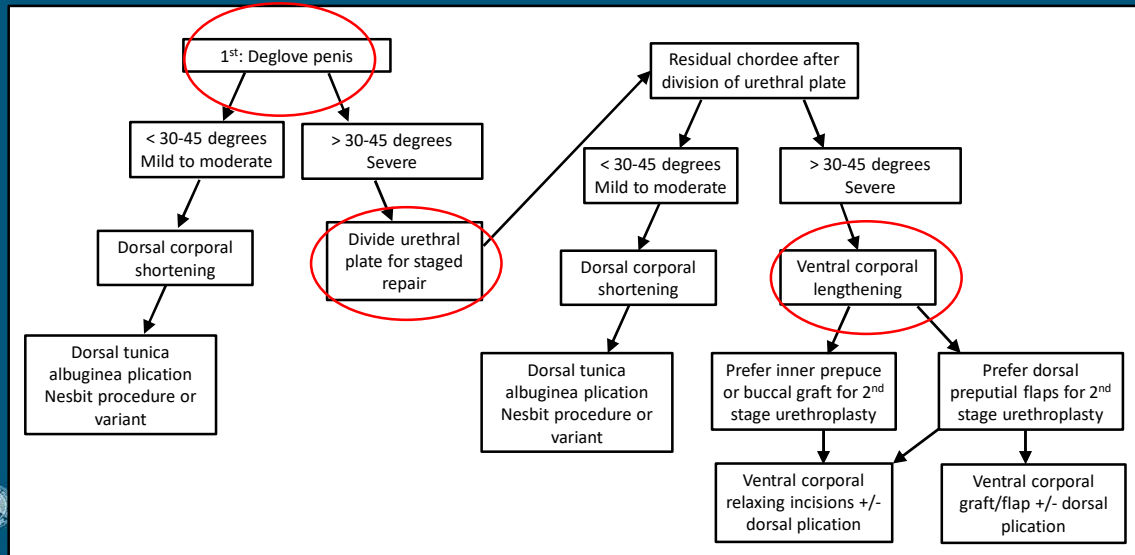 1st: Deglove penis
< 30-45 degrees
Mild to moderate
> 30-45 degrees
Severe
Dorsal corporal
shortening
Divide urethral
plate for staged
repair
Dorsal tunica
albuginea plication
Nesbit procedure or
variant
Residual chordee after
division of urethral plate
< 30-45 degrees
Mild to moderate
> 30-45 degrees
Severe
Dorsal corporal
shortening
Ventral corporal
lengthening
Dorsal tunica
albuginea plication
Nesbit procedure or
variant
Prefer inner prepuce
or buccal graft for 2nd
stage urethroplasty
Prefer dorsal
preputial flaps for 2nd
stage urethroplasty
Ventral corporal
relaxing incisions +/-
dorsal plication
Ventral corporal
graft/flap +/- dorsal
plication